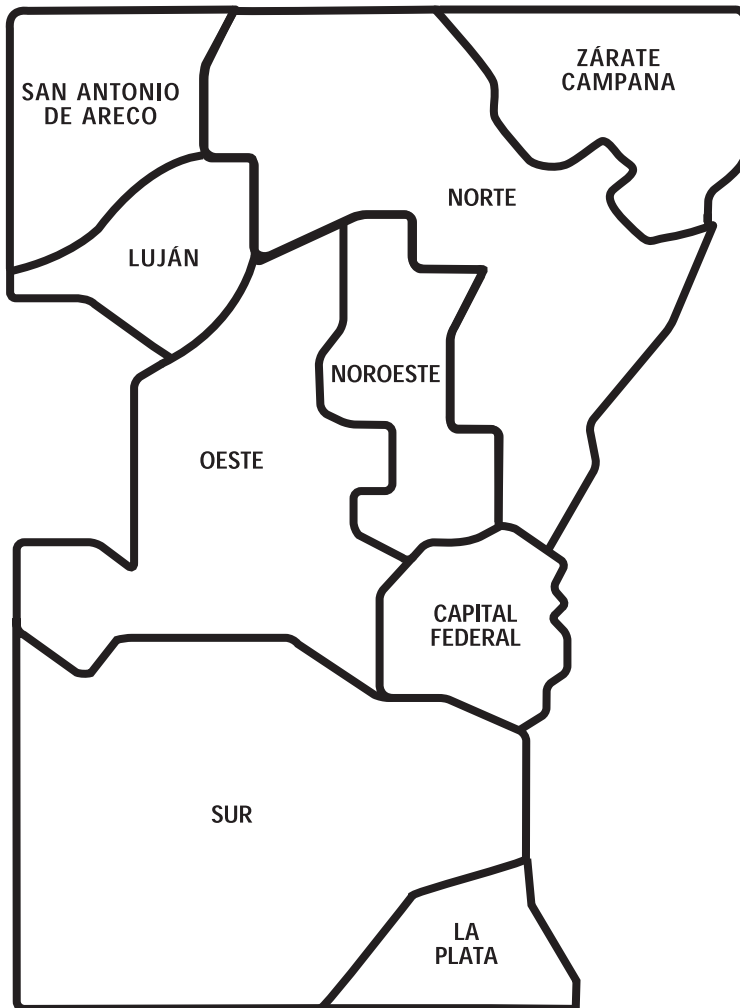 ZÁRATE
CAMPANA
SAN ANTONIO
DE ARECO
NORTE
LUJÁN
NOROESTE
OESTE
CAPITAL
FEDERAL
SUR
LA
PLATA